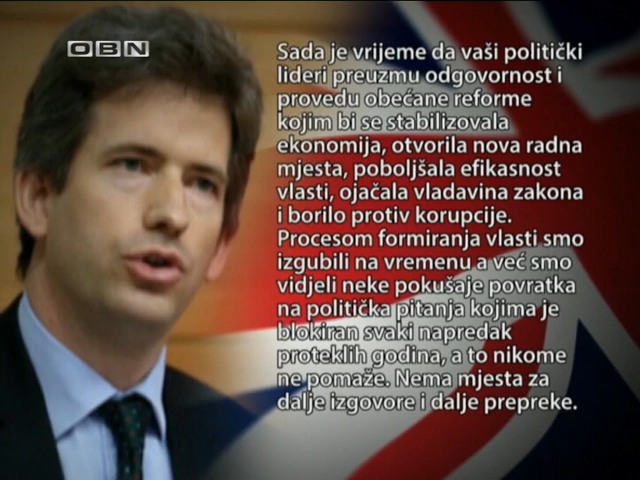 OBN
Sada je vrijeme da vaši politički
lideri preuzmu odgovornost i
provedu obećane reforme
kojim bi se stabilizovala
ekonomija, otvorila nova radna
mjesta, poboljšala efikasnost
vlasti, ojačala vladavina zakona
i borilo protiv korupcije.
Procesom formiranja vlasti smo
izgubili na vremenu a već smo
vidjeli neke pokušaje povratka
na politička pitanja kojima je
blokiran svaki napredak
proteklih godina, a to nikome
ne pomaže. Nema mjesta za
dalje izgovore i dalje prepreke.